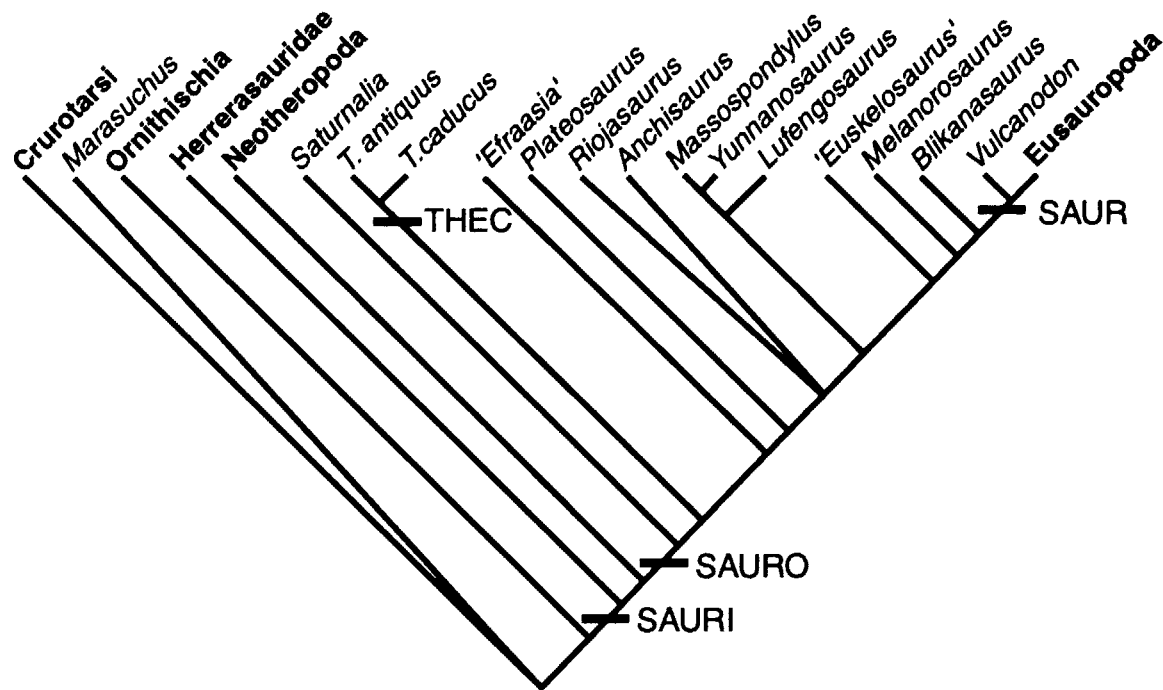 Crurotarsi
Marasuchus
Ornithischia
Herrerasauridae
Neotheropoda
Saturnalia
T. antiquus
T.caducus
'Efraasia'
Plateosaurus
Riojasaurus
Anchisaurus
Massospondylus
Yunnanosaurus
Lufengosaurus
'Euskelosaurus'
Melanorosaurus
Blikanasaurus
Vulcanodon
Eusauropoda
THEC
SAUR
SAURO
SAURI